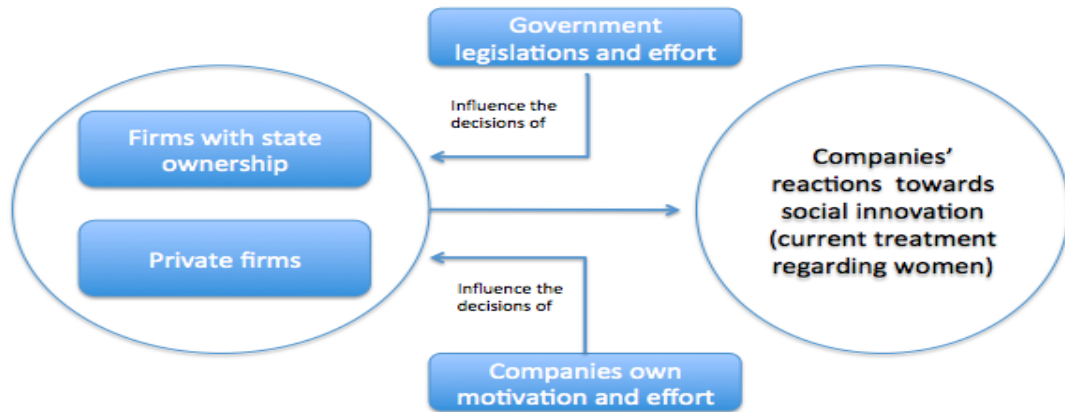 Government
legislations and effort
Influence the
decisions of
Firms with state
ownership
Private firms
Companies’
reactions towards
social innovation
(current treatment
regarding women)
Influence the
decisions of
Companies own
motivation and effort